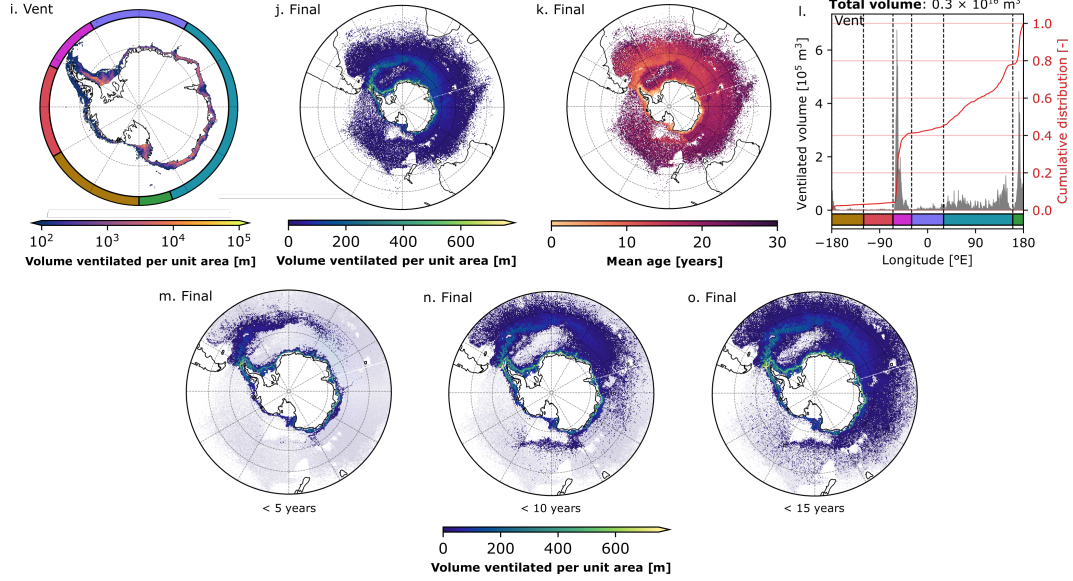 i. Vent
j. Final
k. Final
l.
Total volume: 0.3 × 10¹⁶ m³
Vent
10² 10³ 10⁴ 10⁵
Volume ventilated per unit area [m]
0 200 400 600
Volume ventilated per unit area [m]
0 10 20 30
Mean age [years]
6
4
2
0
Ventilated volume [10⁵ m³]
1.0
0.8
0.6
0.4
0.2
0.0
Cumulative distribution [-]
−180 −90 0 90 180
Longitude [°E]
m. Final
n. Final
o. Final
< 5 years
< 10 years
< 15 years
0 200 400 600
Volume ventilated per unit area [m]